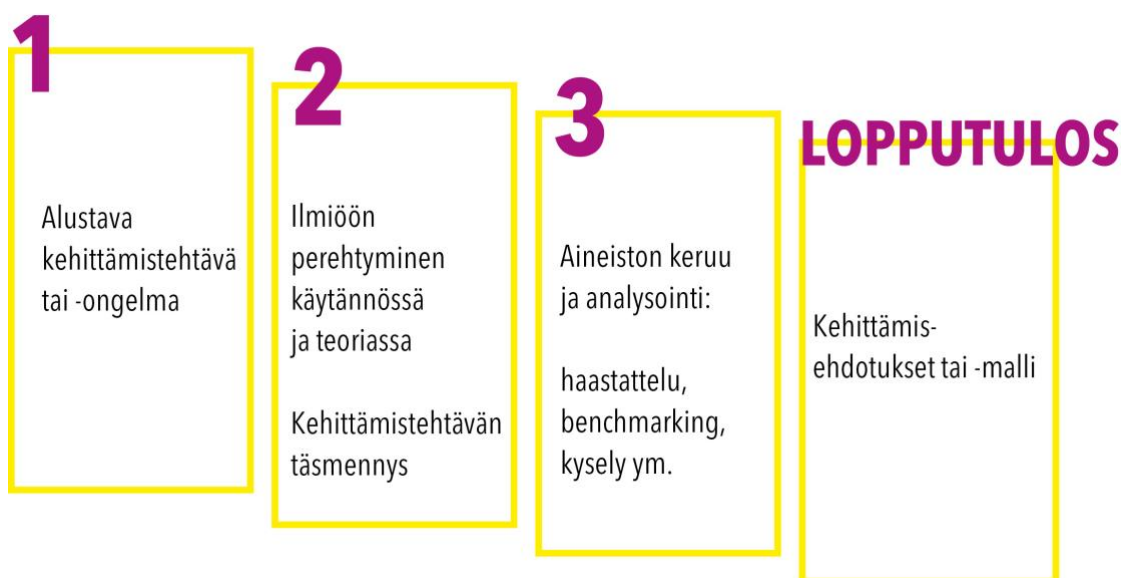 1
Alustava
kehittämistehtävä
tai -ongelma
2
Ilmiöön
perehtyminen
käytännössä
ja teoriassa
Kehittämistehtävän
täsmennys
3
Aineiston keruu
ja analysointi:
haastattelu,
benchmarking,
kysely ym.
LOPPUTULOS
Kehittämis-
ehdotukset tai -malli